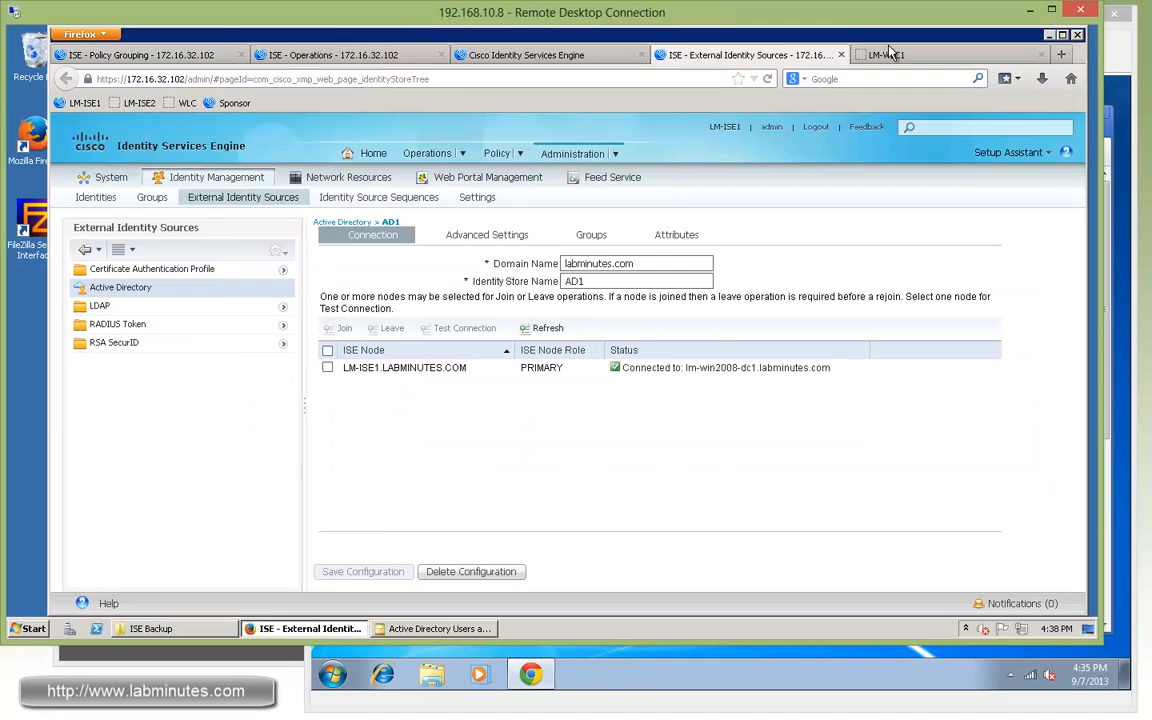 192.168.10.8 - Remote Desktop Connection
Firefox
ISE - Policy Grouping - 172.16.32.102
ISE - Operations - 172.16.32.102
Cisco Identity Services Engine
ISE - External Identity Sources - 172.16....
https://172.16.32.102/admin/#pageId=com_cisco_xmp_web_page_identityStoreTree
Google
LM-ISE1
LM-ISE2
WLC
Sponsor
Recycle
Mozilla Fire
FileZilla Se
Interfac
cisco
Identity Services Engine
LM-ISE1
admin
Logout
Feedback
Home
Operations
Policy
Administration
Setup Assistant
System
Identity Management
Network Resources
Web Portal Management
Feed Service
Identities
Groups
External Identity Sources
Identity Source Sequences
Settings
External Identity Sources
Certificate Authentication Profile
Active Directory
LDAP
RADIUS Token
RSA SecurID
Active Directory > AD1
Connection
Advanced Settings
Groups
Attributes
* Domain Name labminutes.com
* Identity Store Name AD1
One or more nodes may be selected for Join or Leave operations. If a node is joined then a leave operation is required before a rejoin. Select one node for
Test Connection.
Join
Leave
Test Connection
Refresh
ISE Node
ISE Node Role
Status
LM-ISE1.LABMINUTES.COM
PRIMARY
Connected to: lm-win2008-dc1.labminutes.com
Save Configuration
Delete Configuration
Help
Notifications (0)
Start
ISE Backup
ISE - External Identit...
Active Directory Users a...
4:38 PM
4:35 PM
9/7/2013
http://www.labminutes.com